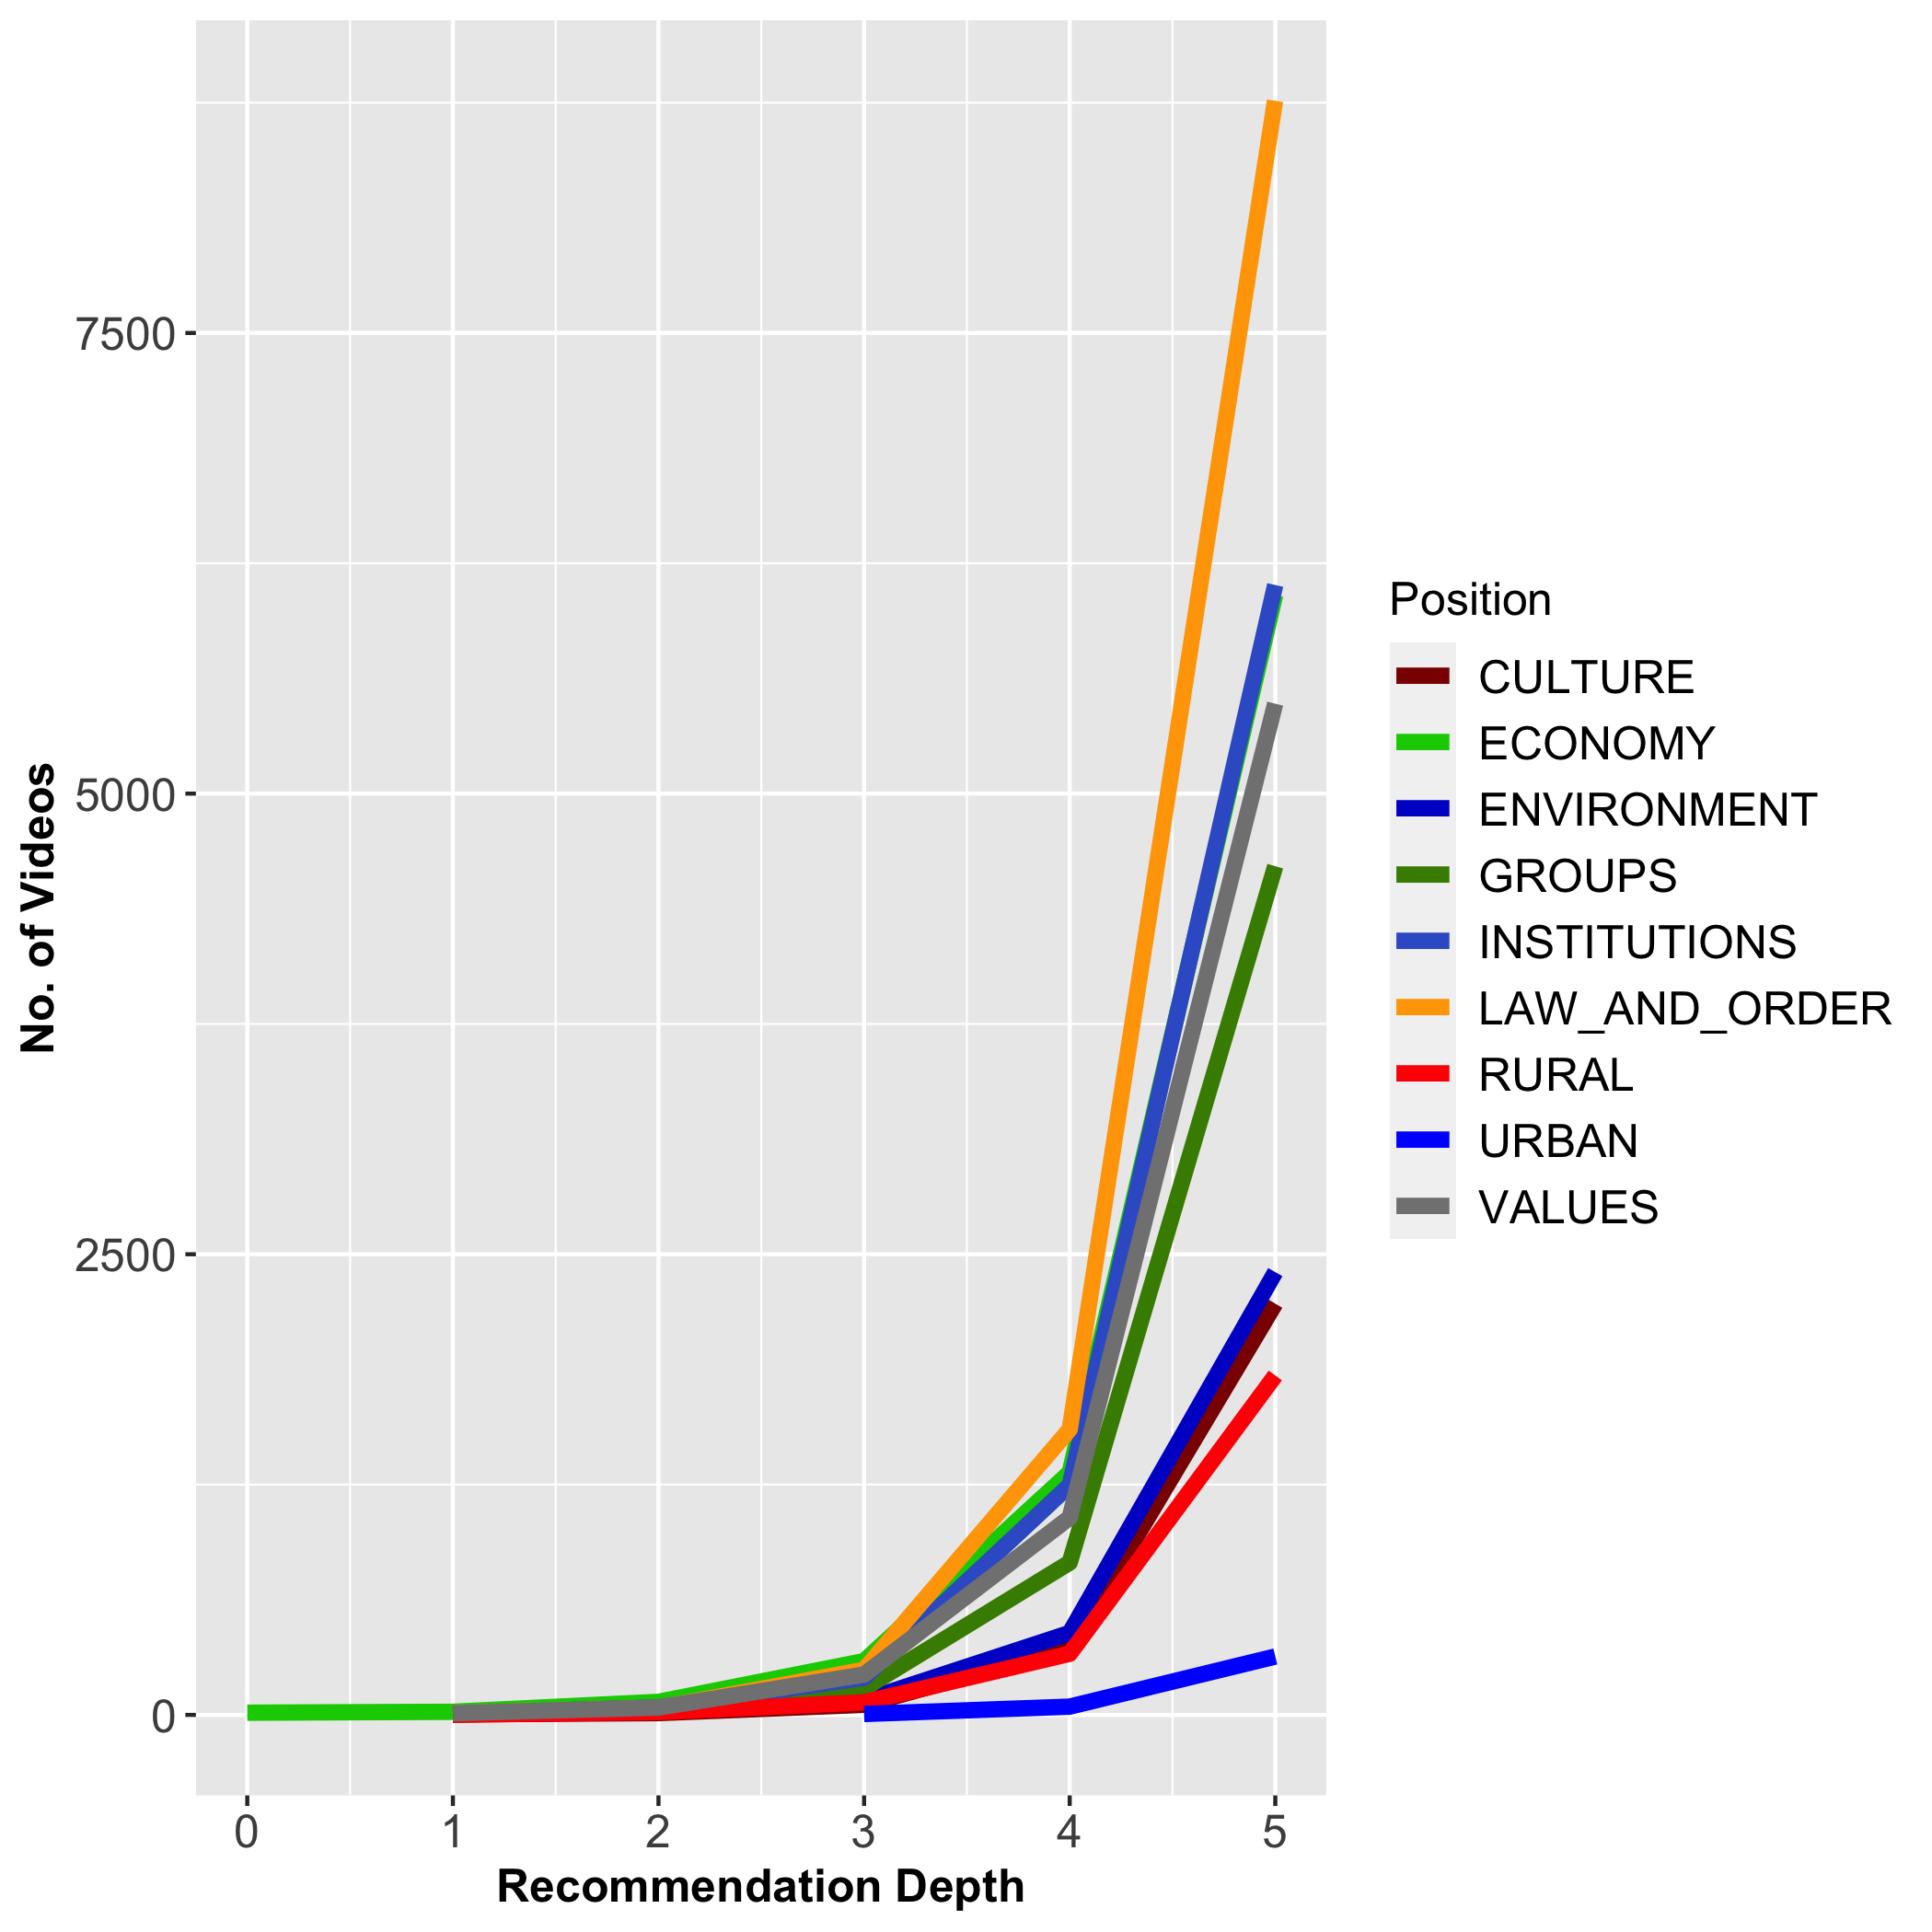 No. of Videos
7500
5000
2500
0
0 1 2 3 4 5
Recommendation Depth
Position
CULTURE
ECONOMY
ENVIRONMENT
GROUPS
INSTITUTIONS
LAW_AND_ORDER
RURAL
URBAN
VALUES